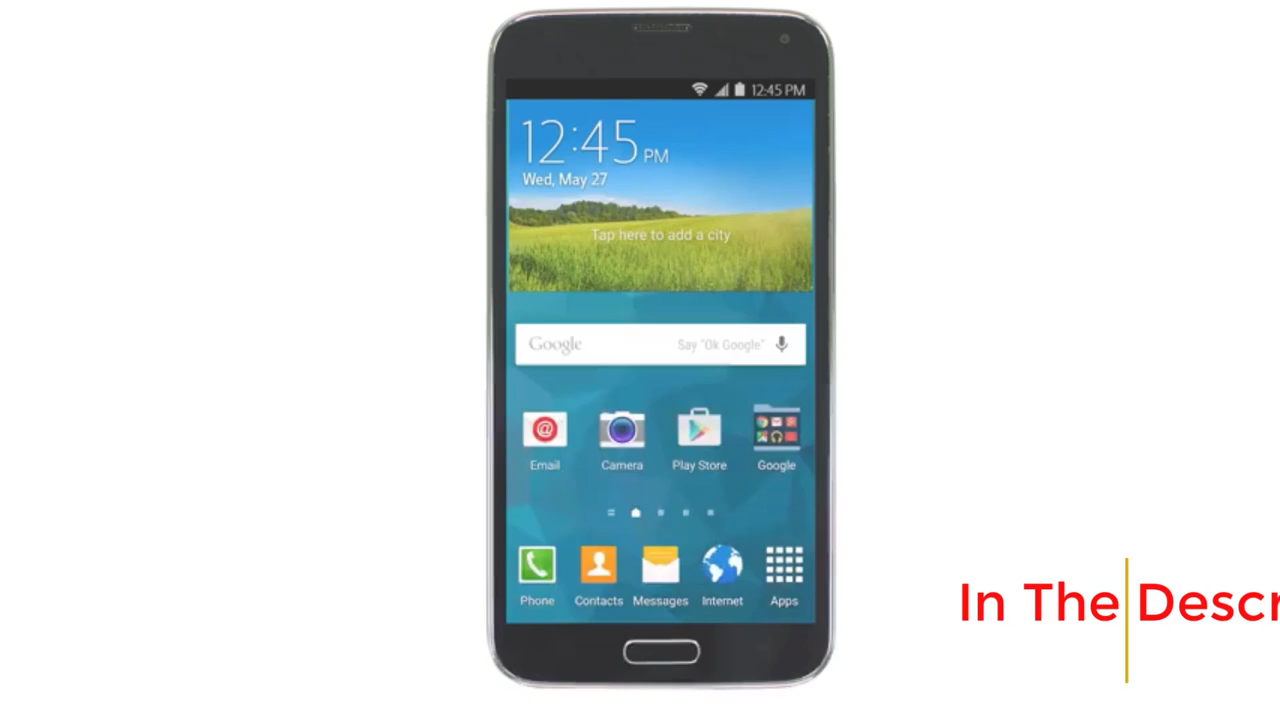 12:45 PM
12:45 PM
Wed, May 27
Tap here to add a city
Google Say "Ok Google"
Email Camera Play Store Google
Phone Contacts Messages Internet Apps
In The Descr